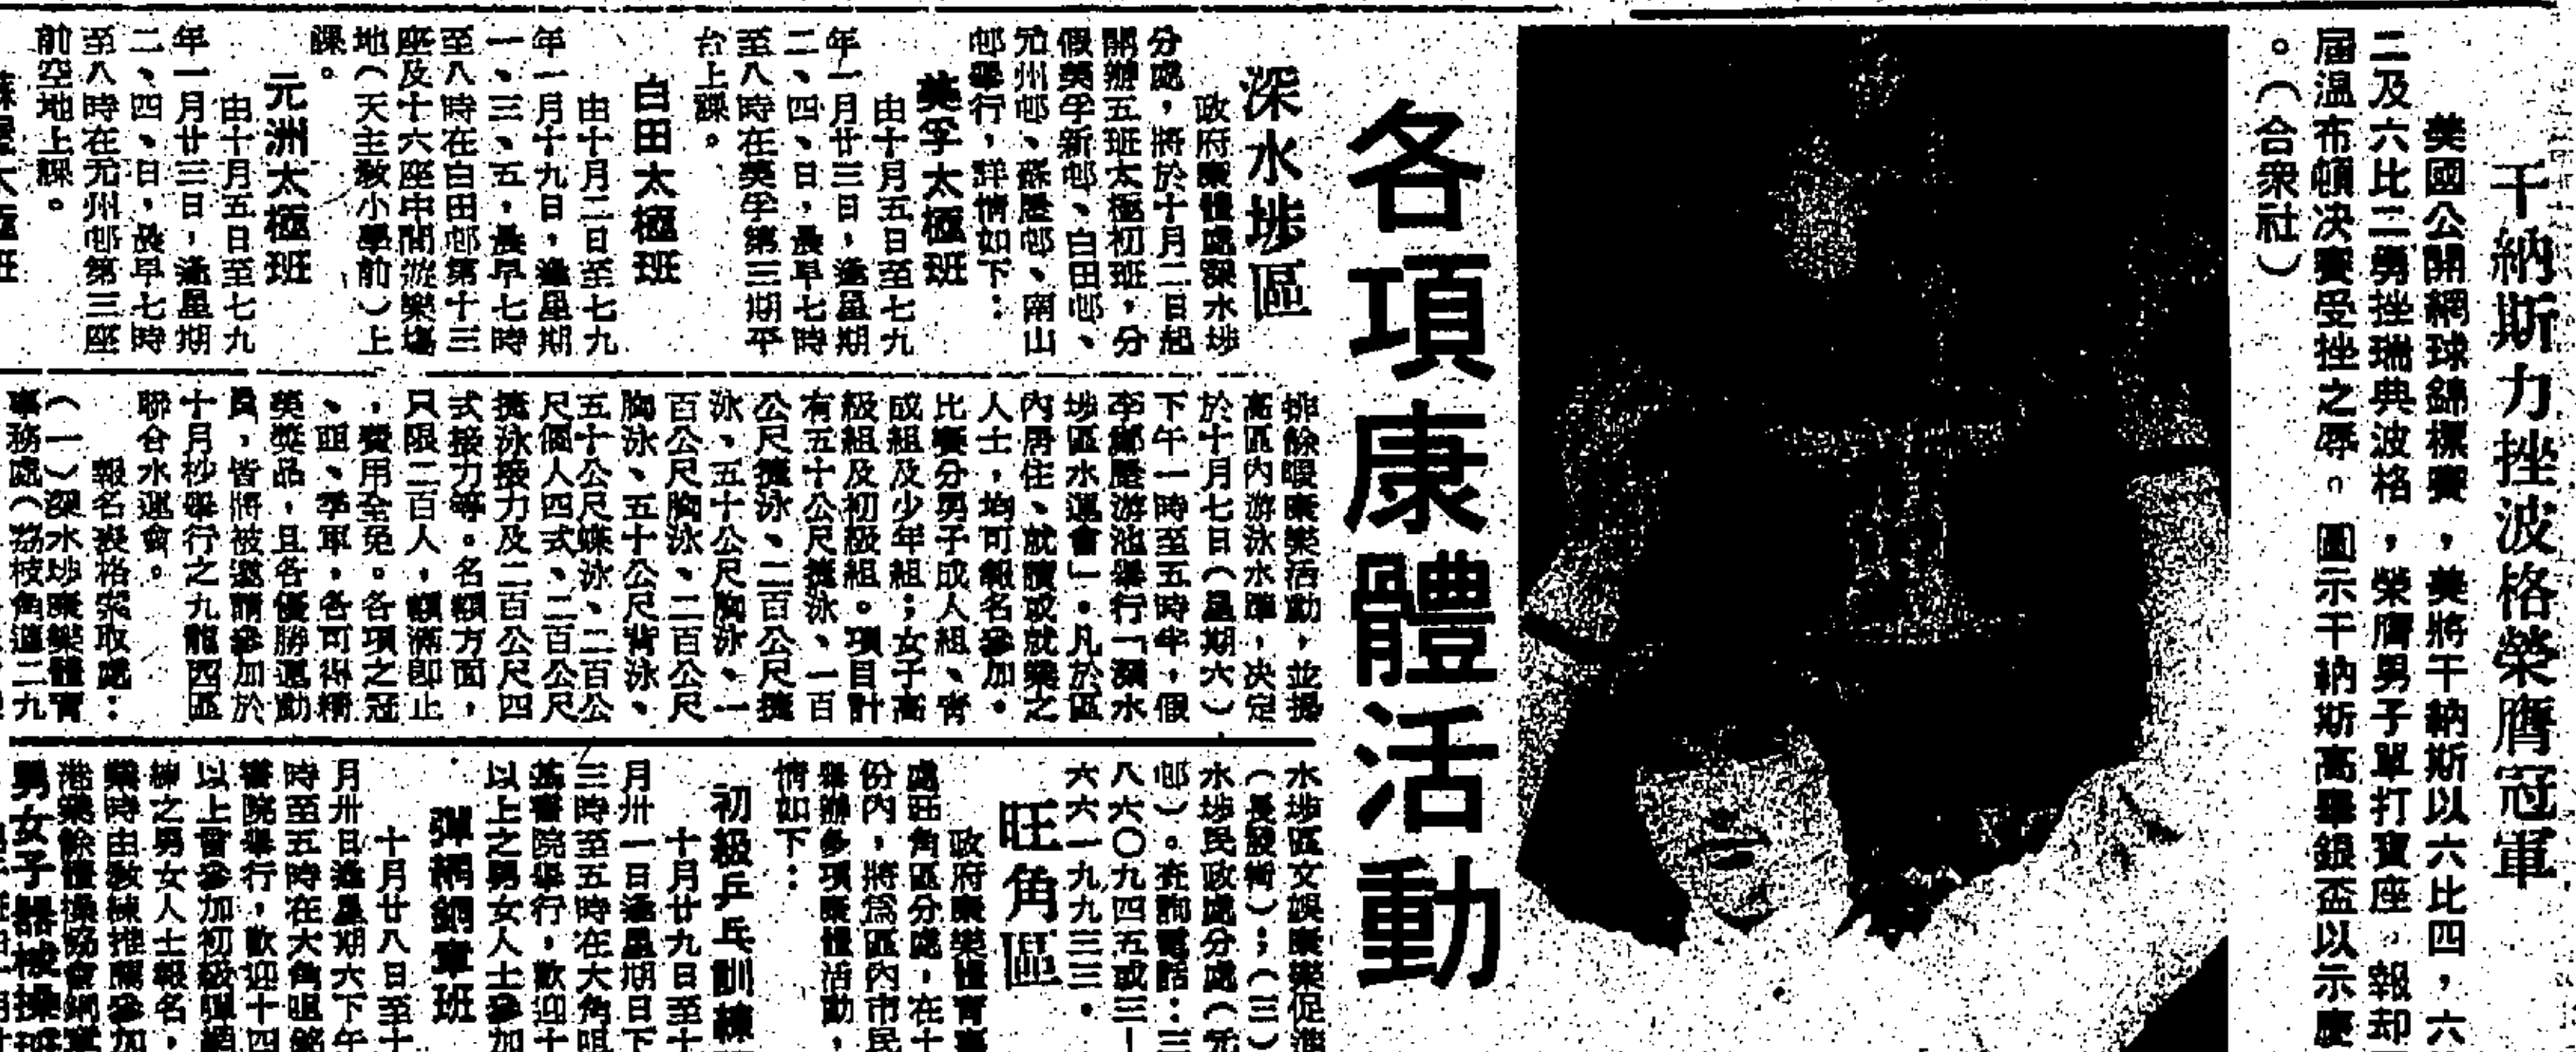 干納斯力挫波格榮膺冠軍
美國公開網球錦標賽，美將干納斯以六比四，六
二及六比二勇挫瑞典波格，榮膺男子單打寶座。報却
屆溫布頓决賽受挫之辱。圖示干納斯高舉銀盃以示慶
。（合衆社）
各項康體活動
深水埗區
政府康體處深水埗
分處，將於十月二日起
開辦五班太極初班，分
假美孚新邨、白田邨、
元州邨、蘇屋邨、南山
邨舉行，詳情如下：
美孚太極班
由十月五日至七九
年一月廿三日，逢星期
二、四、日，晨早七時
至八時在美孚第三期平
台上課。
白田太極班
由十月二日至七九
年一月十九日，逢星期
一、三、五，晨早七時
至八時在白田邨第十三
座及十六座中間遊樂塲
地（天主教小學前）上
課。
元洲太極班
由十月五日至七九
年一月廿三日，逢星期
二、四、日，晨早七時
至八時在元州邨第三座
前空地上課。
太極班
排餘暇康樂活動，並提
高區內游泳水準，决定
於十月七日（星期六）
下午一時至五時半，假
李鄭屋游池舉行「深水
埗區水運會」。凡於區
內居住、就讀或就業之
人士，均可報名參加。
比賽分男子成人組、青
成組及少年組；女子高
級組及初級組。項目計
有五十公尺捷泳、一百
公尺捷泳、二百公尺捷
泳、五十公尺胸泳、一
百公尺胸泳、二百公尺
胸泳、五十公尺背泳、
五十公尺蝶泳、二百公
尺個人四式、二百公尺
捷泳接力及二百公尺四
式接力等。名額方面，
只限二百人，額滿卽止
，費用全免。各項之冠
、亞、季軍，各可得精
美獎品，且各優勝運動
員，皆將被邀請參加於
十月杪舉行之九龍四區
聯合水運會。
報名表格索取處：
（一）深水埗康樂體育
事務處（荔枝角道二九
水埗區文娛康樂促進
（長發街）；（三）
水埗民政處分處（元
邨）。查詢電話：三
八六〇九四五或三—
六六一九九三三。
旺角區
政府康樂體育事
處旺角區分處，在十
份內，將爲區內市民
舉辦多項康體活動，
情如下：
初級乒乓訓練
十月廿九日至十
月卅一日逢星期日下
三時至五時在大角咀
書院舉行，歡迎十
以上之男女人士參加
彈網銅章班
十月廿八日至十
月卅日逢星期六下午
時至五時在大角咀銘
書院舉行，歡迎十四
以上曾參加初級彈網
練之男女人士報名，
時由教練推薦參加
男女子器械操班